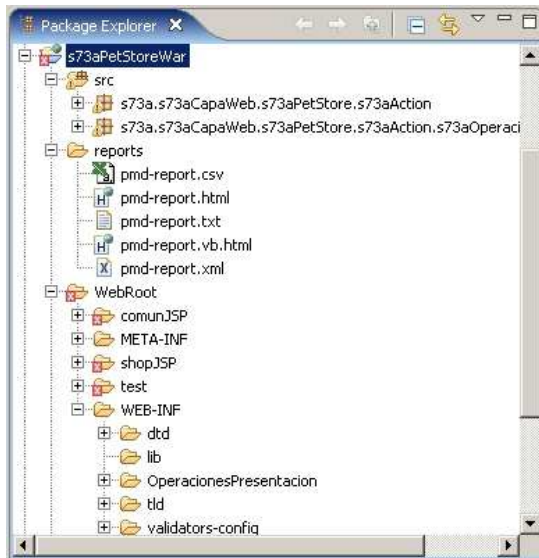 Package Explorer
s73aPetStoreWar
src
s73a.s73aCapaWeb.s73aPetStore.s73aAction
s73a.s73aCapaWeb.s73aPetStore.s73aAction.s73aOperaci
reports
pmd-report.csv
pmd-report.html
pmd-report.txt
pmd-report.vb.html
pmd-report.xml
WebRoot
comunJSP
META-INF
shopJSP
test
WEB-INF
dtd
lib
OperacionesPresentacion
tld
validators-config